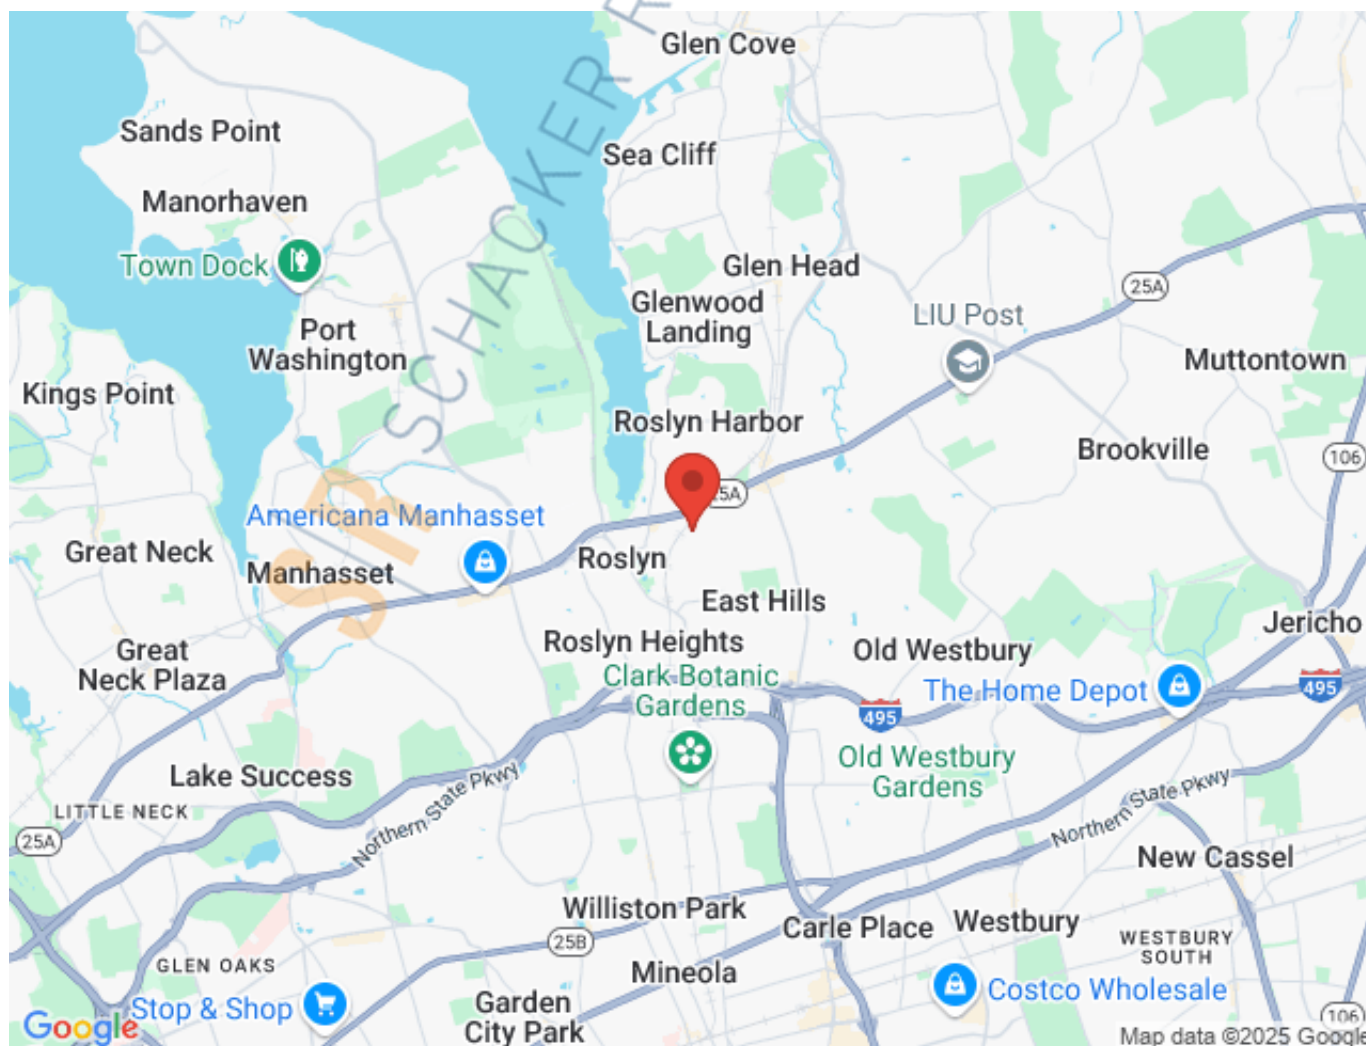 Glen Cove
Sands Point
Sea Cliff
Manorhaven
Town Dock
Glen Head
25A
Glenwood
Landing
LIU Post
Port
Washington
Muttontown
Kings Point
SCHACKER R
Roslyn Harbor
Brookville
106
25A
SIR
Americana Manhasset
Great Neck
Manhasset
Roslyn
East Hills
Jericho
Great
Neck Plaza
Roslyn Heights
Old Westbury
Clark Botanic
Gardens
The Home Depot
495
495
Old Westbury
Gardens
Lake Success
Northern State Pkwy
Northern State Pkwy
LITTLE NECK
25A
New Cassel
Williston Park
Carle Place
Westbury
25B
WESTBURY
SOUTH
GLEN OAKS
Mineola
Stop & Shop
Garden
City Park
Costco Wholesale
106
Google
Map data ©2025 Google